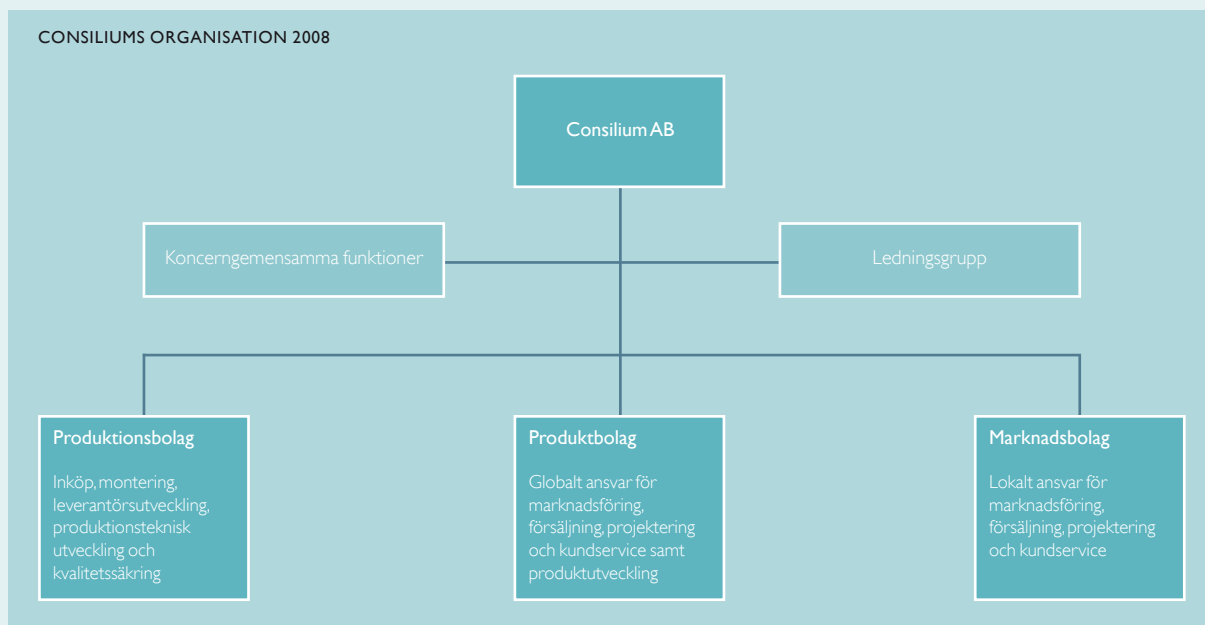 CONSILIUMS ORGANISATION 2008
Consilium AB
Koncerngemensamma funktioner
Ledningsgrupp
Produktionsbolag
Inköp, montering,
leverantörsutveckling,
produktionsteknisk
utveckling och
kvalitetssäkring
Produktbolag
Globalt ansvar för
marknadsföring,
försäljning, projektering
och kundservice samt
produktutveckling
Marknadsbolag
Lokalt ansvar för
marknadsföring,
försäljning, projektering
och kundservice